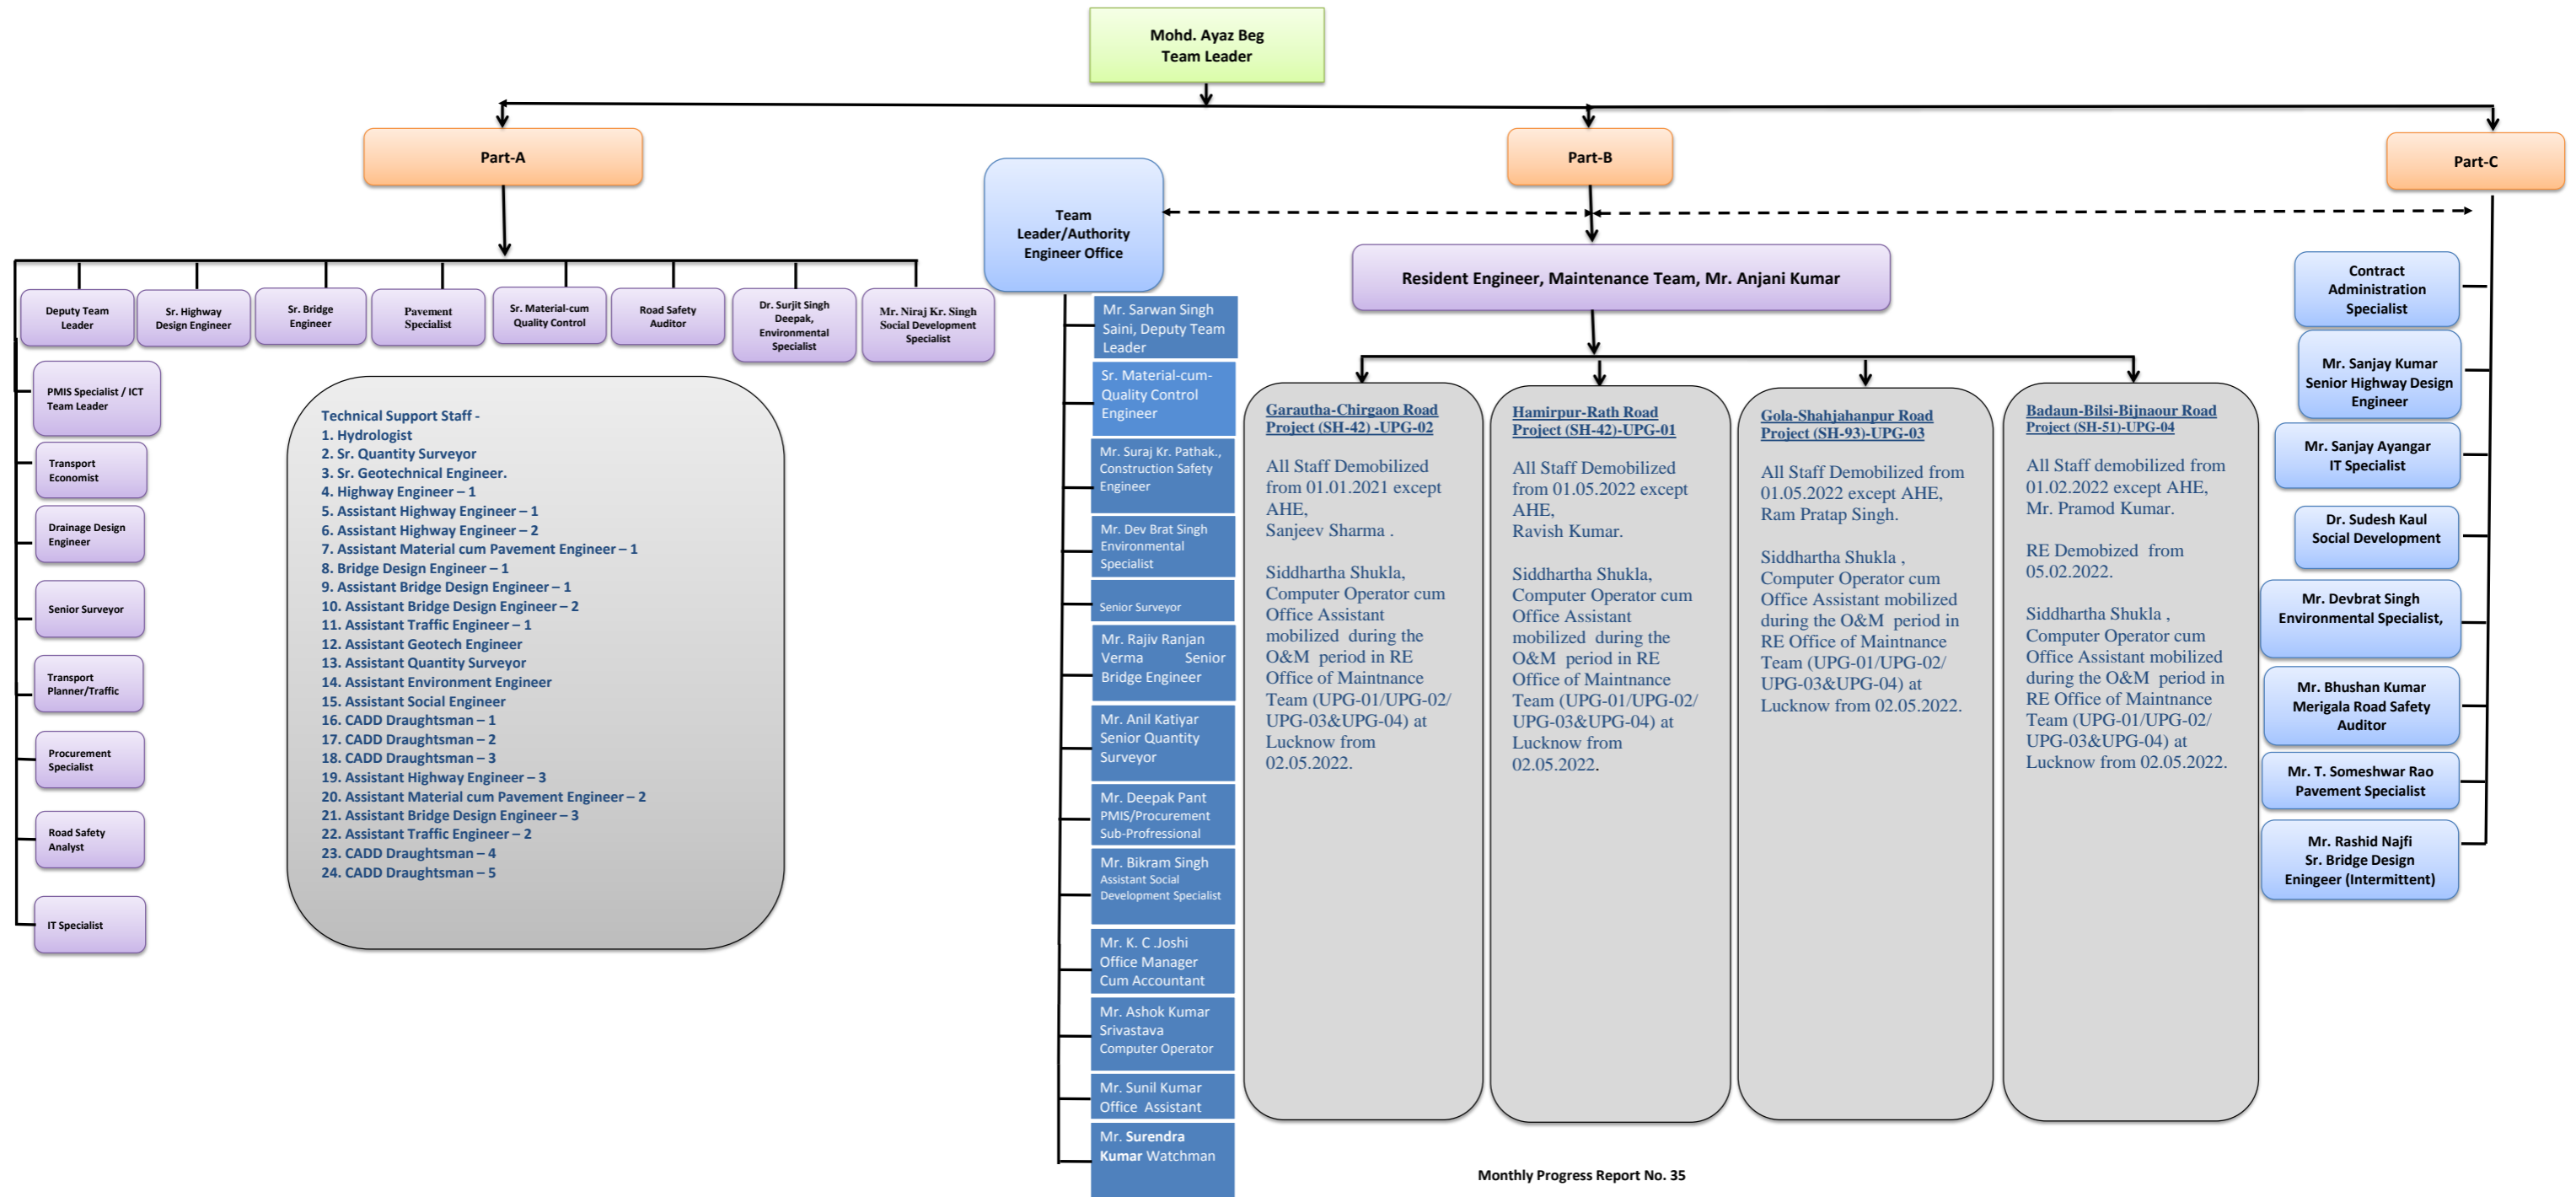 Mohd. Ayaz Beg
Team Leader
Part-A
Part-B
Part-C
Team
Leader/Authority
Engineer Office
Resident Engineer, Maintenance Team, Mr. Anjani Kumar
Deputy Team
Leader
Sr. Highway
Design Engineer
Sr. Bridge
Engineer
Pavement
Specialist
Sr. Material-cum
Quality Control
Road Safety
Auditor
Dr. Surjit Singh
Deepak,
Environmental
Specialist
Mr. Niraj Kr. Singh
Social Development
Specialist
PMIS Specialist / ICT
Team Leader
Transport
Economist
Drainage Design
Engineer
Senior Surveyor
Transport
Planner/Traffic
Procurement
Specialist
Road Safety
Analyst
IT Specialist
Technical Support Staff -
1. Hydrologist
2. Sr. Quantity Surveyor
3. Sr. Geotechnical Engineer.
4. Highway Engineer – 1
5. Assistant Highway Engineer – 1
6. Assistant Highway Engineer – 2
7. Assistant Material cum Pavement Engineer – 1
8. Bridge Design Engineer – 1
9. Assistant Bridge Design Engineer – 1
10. Assistant Bridge Design Engineer – 2
11. Assistant Traffic Engineer – 1
12. Assistant Geotech Engineer
13. Assistant Quantity Surveyor
14. Assistant Environment Engineer
15. Assistant Social Engineer
16. CADD Draughtsman – 1
17. CADD Draughtsman – 2
18. CADD Draughtsman – 3
19. Assistant Highway Engineer – 3
20. Assistant Material cum Pavement Engineer – 2
21. Assistant Bridge Design Engineer – 3
22. Assistant Traffic Engineer – 2
23. CADD Draughtsman – 4
24. CADD Draughtsman – 5
Mr. Sarwan Singh
Saini, Deputy Team
Leader
Sr. Material-cum-
Quality Control
Engineer
Mr. Suraj Kr. Pathak.,
Construction Safety
Engineer
Mr. Dev Brat Singh
Environmental
Specialist
Senior Surveyor
Mr. Rajiv Ranjan
Verma Senior
Bridge Engineer
Mr. Anil Katiyar
Senior Quantity
Surveyor
Mr. Deepak Pant
PMIS/Procurement
Sub-Profressional
Mr. Bikram Singh
Assistant Social
Development Specialist
Mr. K. C .Joshi
Office Manager
Cum Accountant
Mr. Ashok Kumar
Srivastava
Computer Operator
Mr. Sunil Kumar
Office Assistant
Mr. Surendra
Kumar Watchman
Garautha-Chirgaon Road
Project (SH-42) -UPG-02
All Staff Demobilized
from 01.01.2021 except
AHE,
Sanjeev Sharma .
Siddhartha Shukla,
Computer Operator cum
Office Assistant
mobilized during the
O&M period in RE
Office of Maintnance
Team (UPG-01/UPG-02/
UPG-03&UPG-04) at
Lucknow from
02.05.2022.
Hamirpur-Rath Road
Project (SH-42)-UPG-01
All Staff Demobilized
from 01.05.2022 except
AHE,
Ravish Kumar.
Siddhartha Shukla,
Computer Operator cum
Office Assistant
mobilized during the
O&M period in RE
Office of Maintnance
Team (UPG-01/UPG-02/
UPG-03&UPG-04) at
Lucknow from
02.05.2022.
Gola-Shahjahanpur Road
Project (SH-93)-UPG-03
All Staff Demobilized from
01.05.2022 except AHE,
Ram Pratap Singh.
Siddhartha Shukla ,
Computer Operator cum
Office Assistant mobilized
during the O&M period in
RE Office of Maintnance
Team (UPG-01/UPG-02/
UPG-03&UPG-04) at
Lucknow from 02.05.2022.
Badaun-Bilsi-Bijnaour Road
Project (SH-51)-UPG-04
All Staff demobilized from
01.02.2022 except AHE,
Mr. Pramod Kumar.
RE Demobized from
05.02.2022.
Siddhartha Shukla ,
Computer Operator cum
Office Assistant mobilized
during the O&M period in
RE Office of Maintnance
Team (UPG-01/UPG-02/
UPG-03&UPG-04) at
Lucknow from 02.05.2022.
Contract
Administration
Specialist
Mr. Sanjay Kumar
Senior Highway Design
Engineer
Mr. Sanjay Ayangar
IT Specialist
Dr. Sudesh Kaul
Social Development
Mr. Devbrat Singh
Environmental Specialist,
Mr. Bhushan Kumar
Merigala Road Safety
Auditor
Mr. T. Someshwar Rao
Pavement Specialist
Mr. Rashid Najfi
Sr. Bridge Design
Eningeer (Intermittent)
Monthly Progress Report No. 35